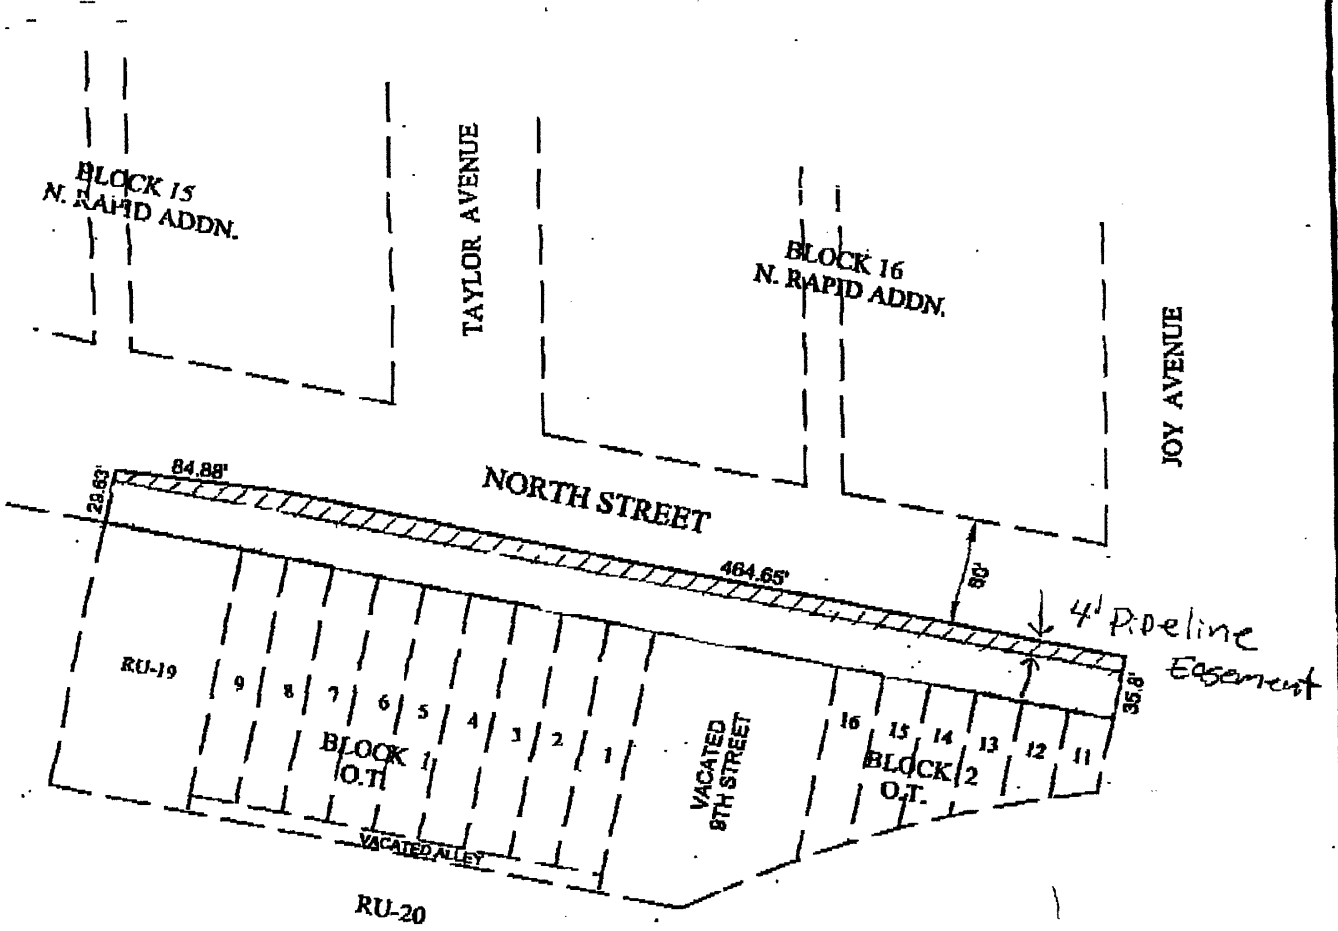 BLOCK 15
N. RAPID ADDN.
TAYLOR AVENUE
BLOCK 16
N. RAPID ADDN.
JOY AVENUE
84.88'
29.63'
NORTH STREET
464.65'
80'
4' Pipeline
Easement
35.8'
RU-19
9
8
7
6
5
4
3
2
1
BLOCK 1
O.T.
VACATED
8TH STREET
16
15
14
13
12
11
BLOCK 2
O.T.
VACATED ALLEY
RU-20